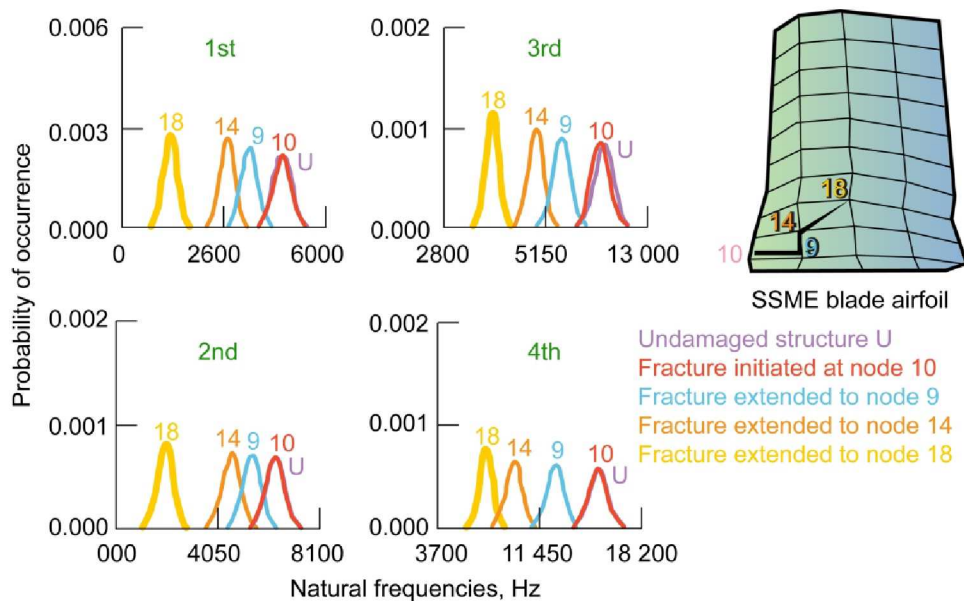 Probability of occurrence
0.006
1st
0.003
18
14
9
10
U
0.000
0
2600
6000
0.002
3rd
0.001
18
14
9
10
U
0.000
2800
5150
13 000
18
14
10
9
SSME blade airfoil
0.002
2nd
0.001
18
14
9
10
U
0.000
000
4050
8100
0.002
4th
0.001
18
14
9
10
U
0.000
3700
11 450
18 200
Undamaged structure U
Fracture initiated at node 10
Fracture extended to node 9
Fracture extended to node 14
Fracture extended to node 18
Natural frequencies, Hz